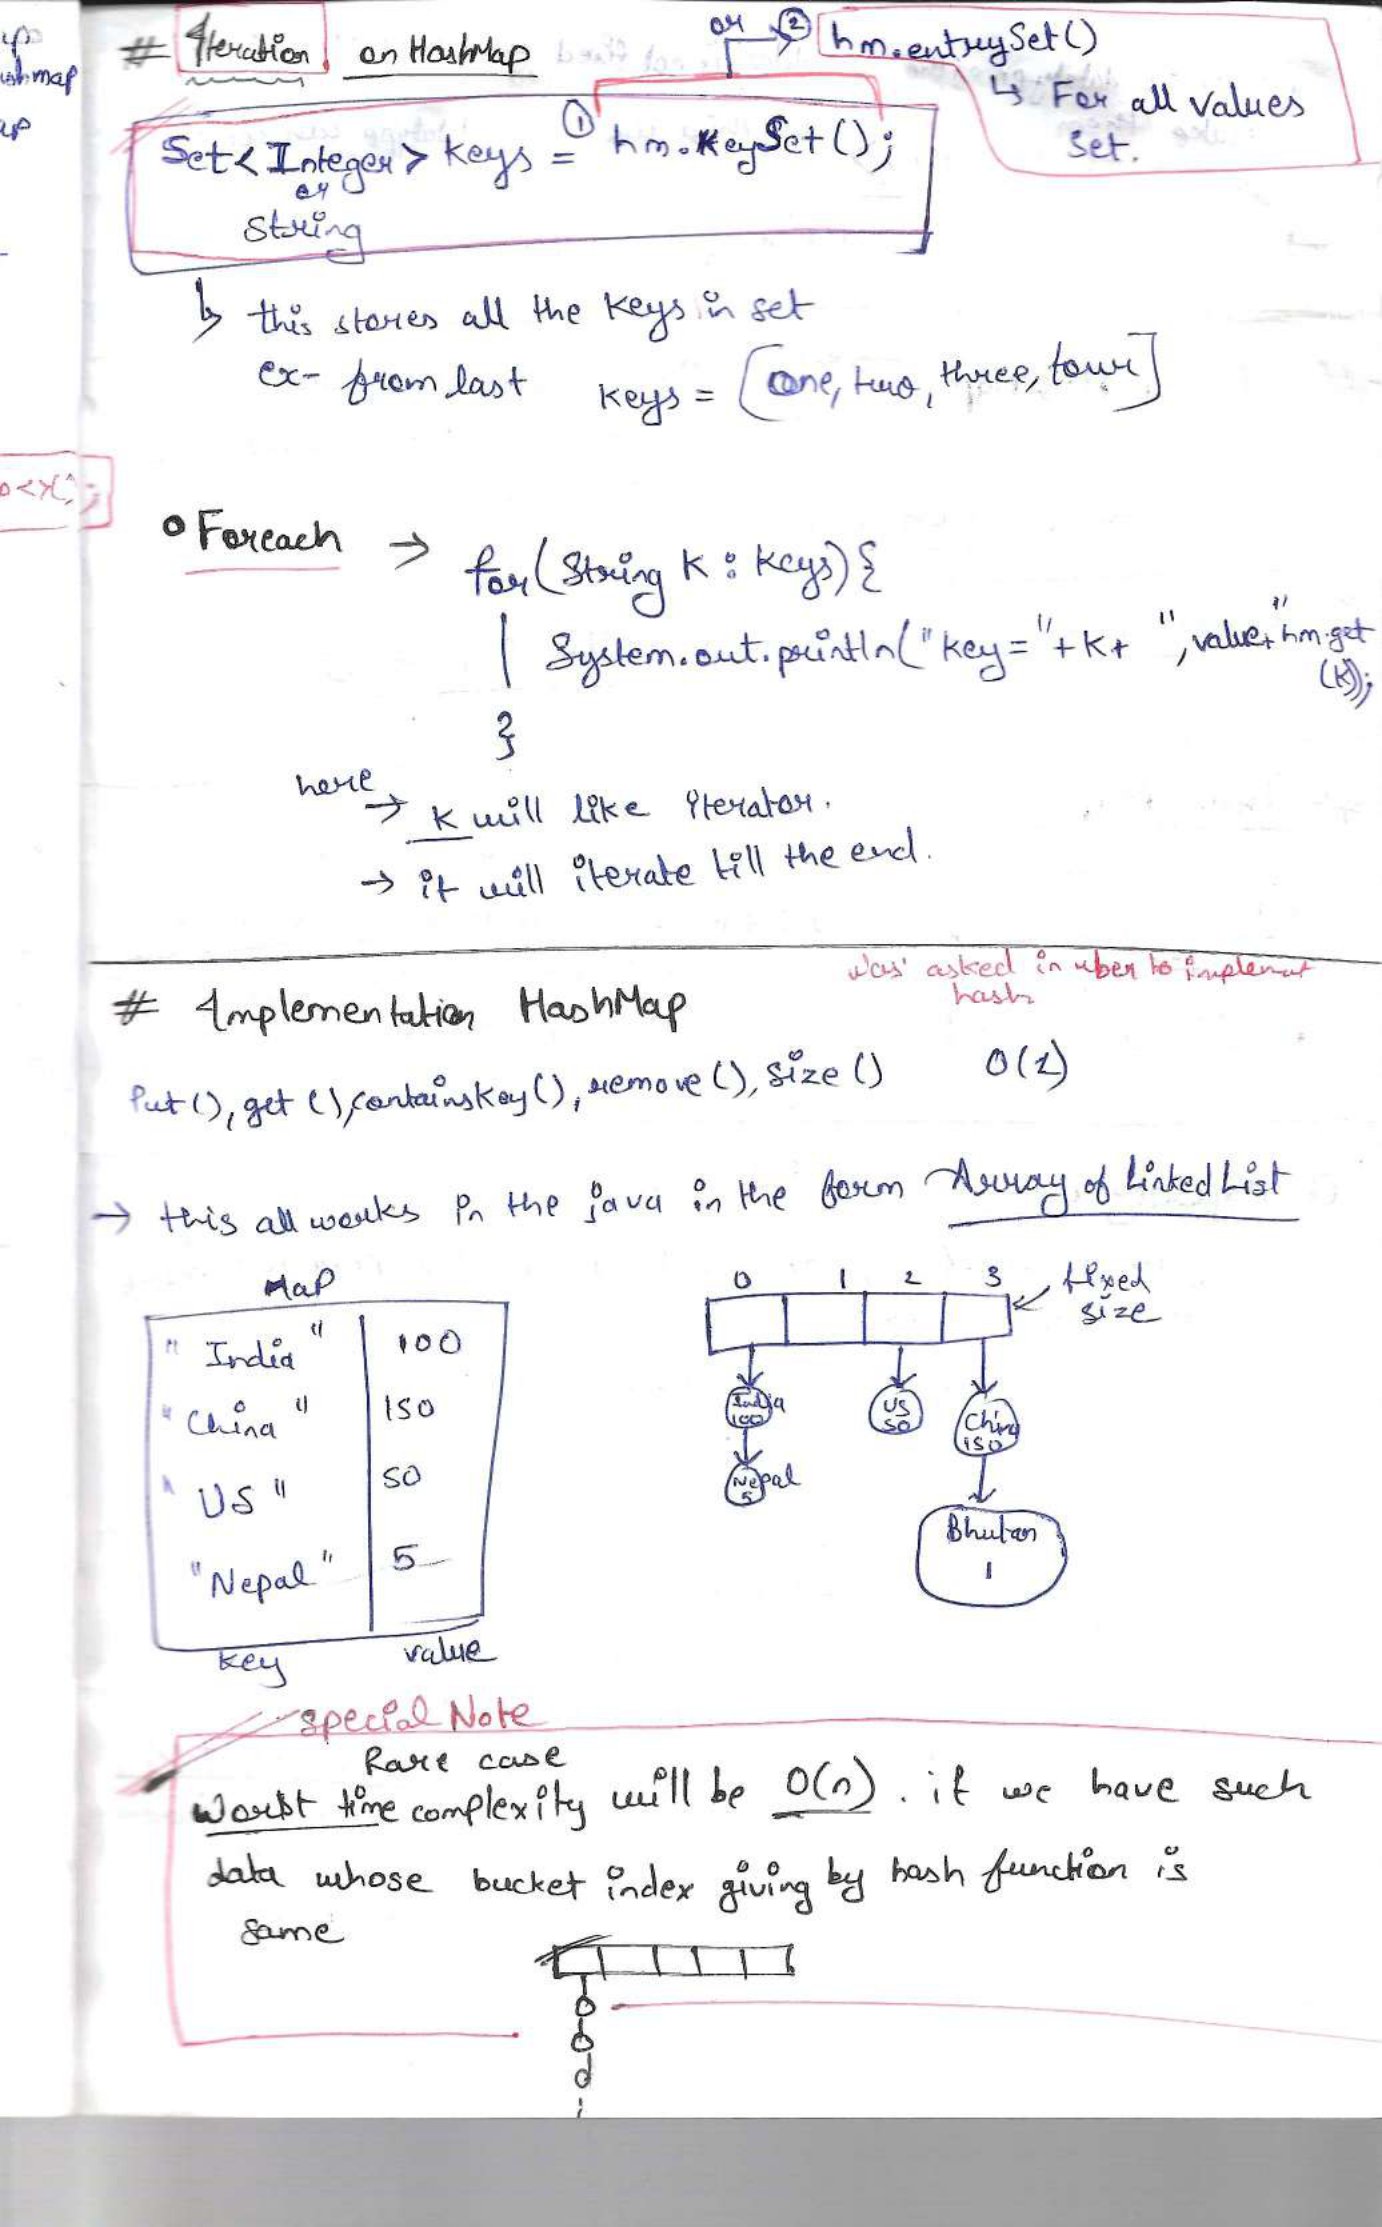 # Iteration on HashMap
or → ② hm.entrySet()
↳ For all values
Set.
Set<Integer> keys = ① hm.keySet();
or
String
↳ this stores all the keys in set
ex- from last keys = [one, two, three, four]
• Foreach → for(String K : keys){
System.out.println("key="+K+ ",value+"hm.get
(K));
}
here
→ K will like iterator.
→ it will iterate till the end.
was asked in uber to implement
hash
# Implementation HashMap
Put(), get(), containsKey(), remove(), size() O(1)
→ this all works in the java in the form Array of Linked List
Map
0 1 2 3 fixed
size
"India" 100
"China" 150
"US" 50
"Nepal" 5
key value
India
100
US
50
China
150
Nepal
5
Bhutan
1
special Note
Rare case
Worst time complexity will be O(n). if we have such
data whose bucket index giving by hash function is
same